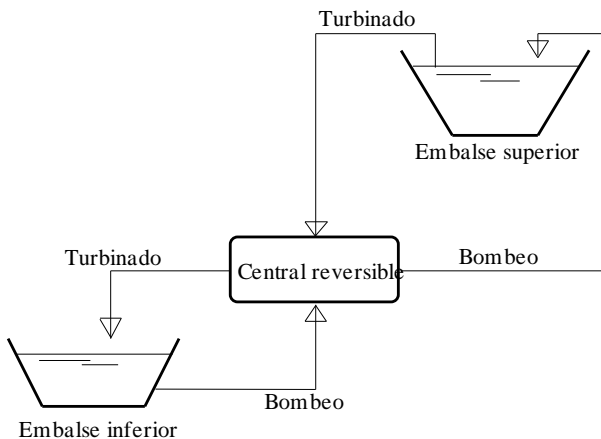 Turbinado
Embalse superior
Turbinado
Central reversible
Bombeo
Bombeo
Embalse inferior